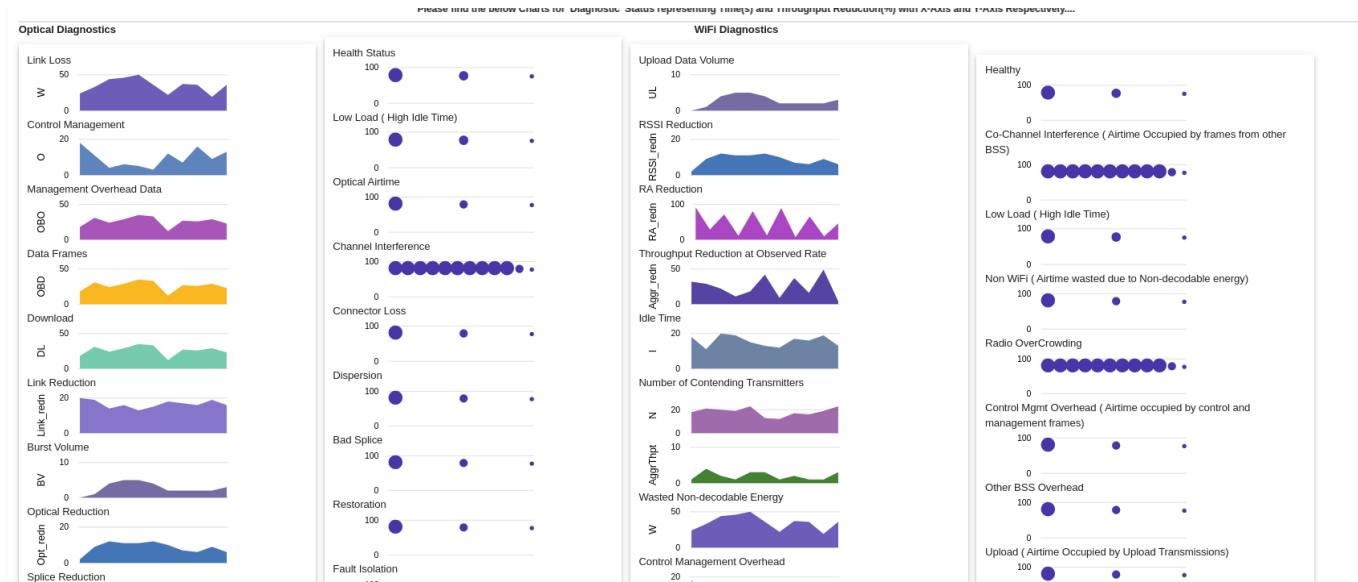 Please find the below Charts for 'Diagnostic' Status representing Time(s) and Throughput Reduction(%) with X-Axis and Y-Axis Respectively....
Optical Diagnostics
WiFi Diagnostics
Link Loss
50
W
0
Control Management
20
O
0
Management Overhead Data
50
OBO
0
Data Frames
50
OBD
0
Download
50
DL
0
Link Reduction
20
Link_redn
0
Burst Volume
10
BV
0
Optical Reduction
20
Opt_redn
0
Splice Reduction
Health Status
100
0
Low Load ( High Idle Time)
100
0
Optical Airtime
100
0
Channel Interference
100
0
Connector Loss
100
0
Dispersion
100
0
Bad Splice
100
0
Restoration
100
0
Fault Isolation
100
Upload Data Volume
10
UL
0
RSSI Reduction
20
RSSI_redn
0
RA Reduction
100
RA_redn
0
Throughput Reduction at Observed Rate
50
Aggr_redn
0
Idle Time
20
I
0
Number of Contending Transmitters
20
N
0
10
AggrThpt
0
Wasted Non-decodable Energy
50
W
0
Control Management Overhead
20
Healthy
100
0
Co-Channel Interference ( Airtime Occupied by frames from other
BSS)
100
0
Low Load ( High Idle Time)
100
0
Non WiFi ( Airtime wasted due to Non-decodable energy)
100
0
Radio OverCrowding
100
0
Control Mgmt Overhead ( Airtime occupied by control and
management frames)
100
0
Other BSS Overhead
100
0
Upload ( Airtime Occupied by Upload Transmissions)
100